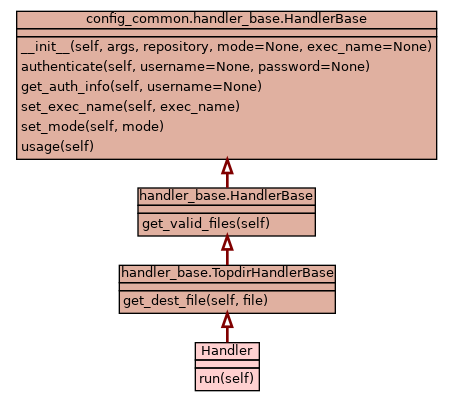 config_common.handler_base.HandlerBase
__init__(self, args, repository, mode=None, exec_name=None)
authenticate(self, username=None, password=None)
get_auth_info(self, username=None)
set_exec_name(self, exec_name)
set_mode(self, mode)
usage(self)
handler_base.HandlerBase
get_valid_files(self)
handler_base.TopdirHandlerBase
get_dest_file(self, file)
Handler
run(self)